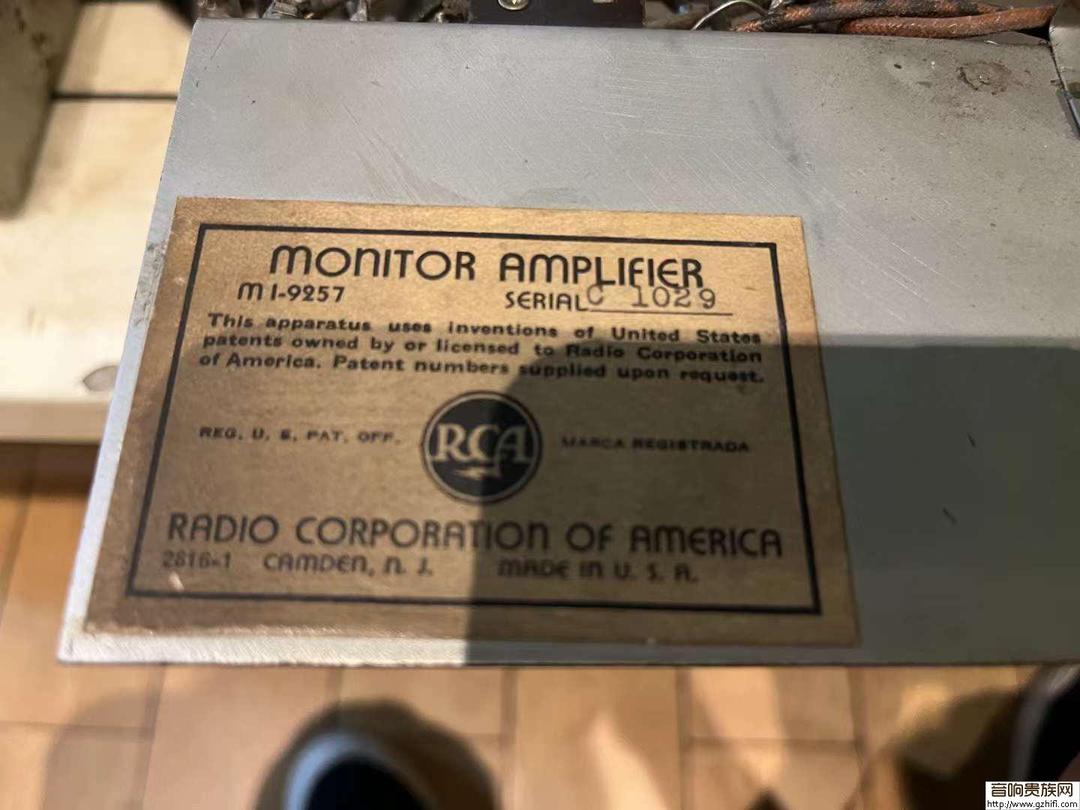 MONITOR AMPLIFIER
MI-9257 SERIAL C 1029
This apparatus uses inventions of United States
patents owned by or licensed to Radio Corporation
of America. Patent numbers supplied upon request.
REG. U. S. PAT. OFF. RCA MARCA REGISTRADA
RADIO CORPORATION OF AMERICA
2816-1 CAMDEN, N. J. MADE IN U. S. A.
音响贵族网
http://www.gzhifi.com